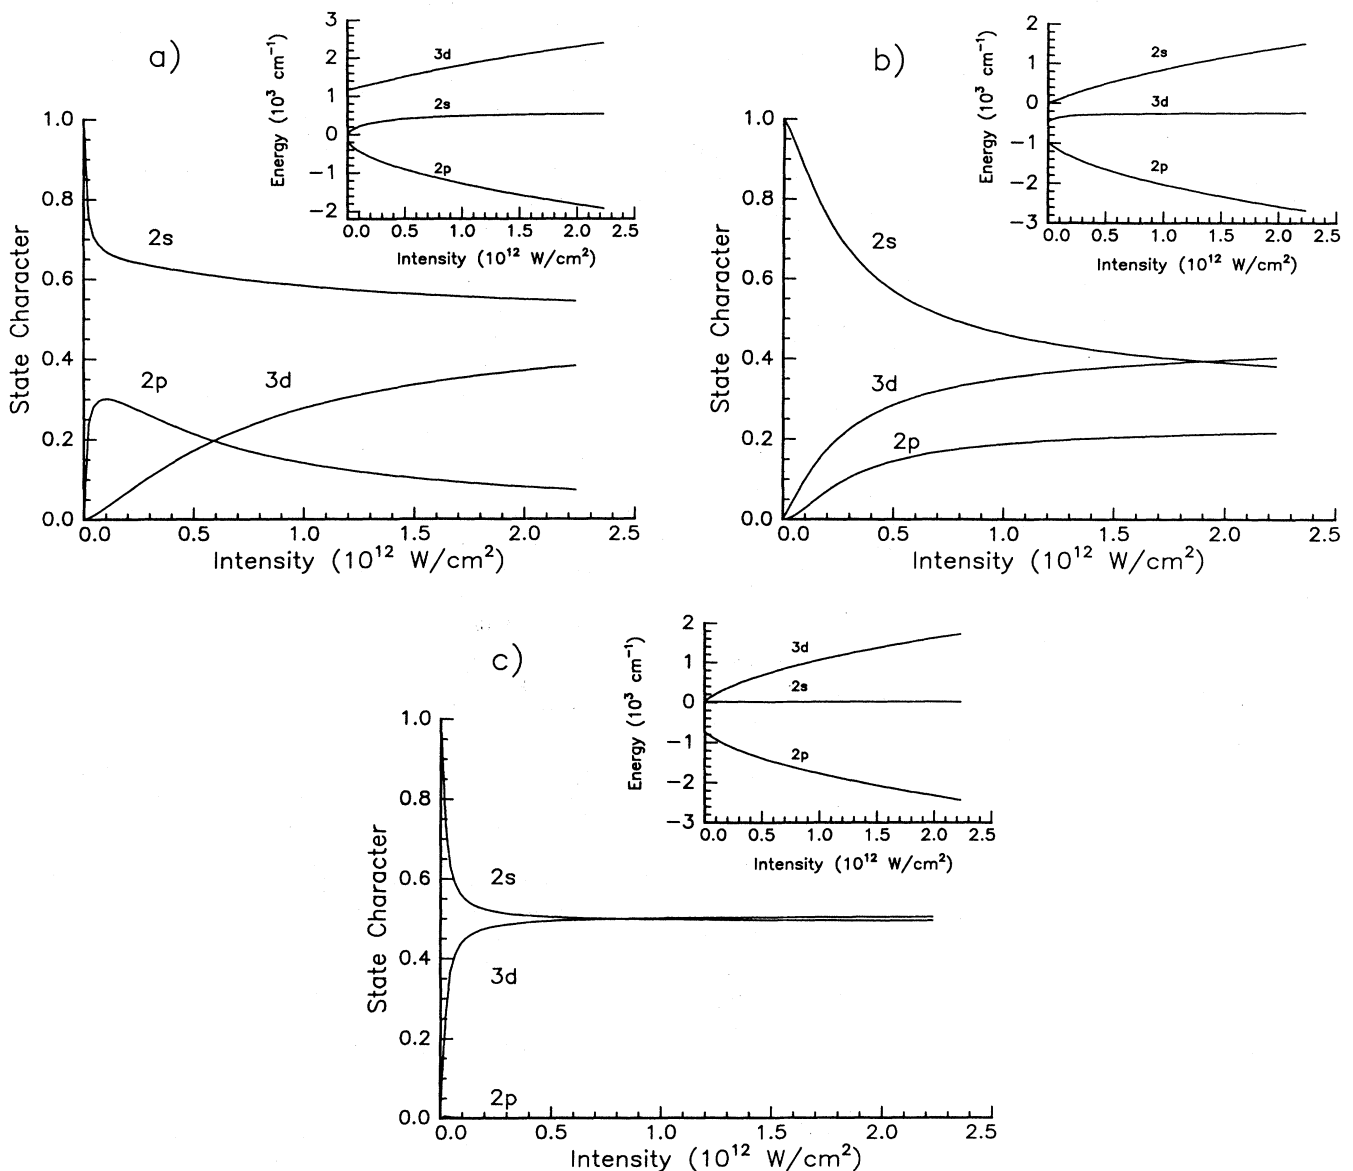 a)
Energy (10³ cm⁻¹)
3
2
1
0
−1
−2
3d
2s
2p
0.0 0.5 1.0 1.5 2.0 2.5
Intensity (10¹² W/cm²)
State Character
1.0
0.8
0.6
0.4
0.2
0.0
2s
2p
3d
0.0 0.5 1.0 1.5 2.0 2.5
Intensity (10¹² W/cm²)
b)
Energy (10³ cm⁻¹)
2
1
0
−1
−2
−3
2s
3d
2p
0.0 0.5 1.0 1.5 2.0 2.5
Intensity (10¹² W/cm²)
State Character
1.0
0.8
0.6
0.4
0.2
0.0
2s
3d
2p
0.0 0.5 1.0 1.5 2.0 2.5
Intensity (10¹² W/cm²)
c)
Energy (10³ cm⁻¹)
2
1
0
−1
−2
−3
3d
2s
2p
0.0 0.5 1.0 1.5 2.0 2.5
Intensity (10¹² W/cm²)
State Character
1.0
0.8
0.6
0.4
0.2
0.0
2s
3d
2p
0.0 0.5 1.0 1.5 2.0 2.5
Intensity (10¹² W/cm²)